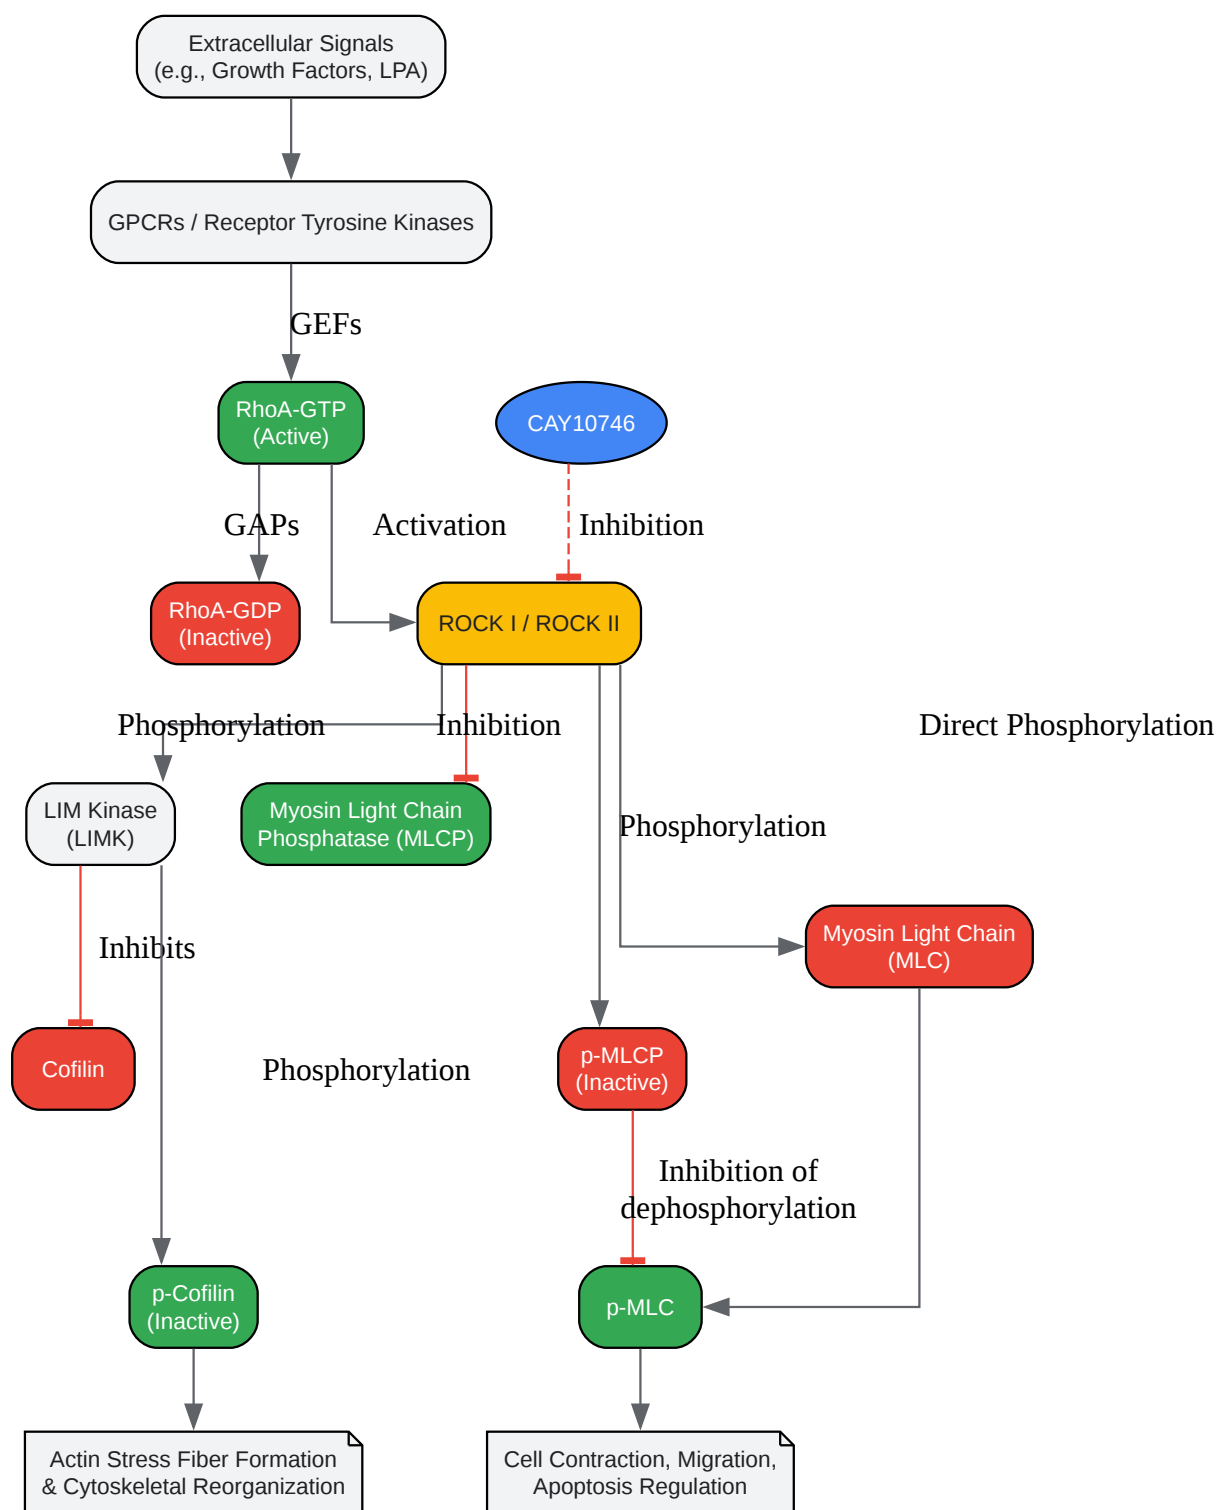 Extracellular Signals
(e.g., Growth Factors, LPA)
GPCRs / Receptor Tyrosine Kinases
GEFs
RhoA-GTP
(Active)
CAY10746
GAPs
Activation
Inhibition
RhoA-GDP
(Inactive)
ROCK I / ROCK II
Phosphorylation
Inhibition
Direct Phosphorylation
LIM Kinase
(LIMK)
Myosin Light Chain
Phosphatase (MLCP)
Phosphorylation
Inhibits
Myosin Light Chain
(MLC)
Cofilin
Phosphorylation
p-MLCP
(Inactive)
Inhibition of
dephosphorylation
p-Cofilin
(Inactive)
p-MLC
Actin Stress Fiber Formation
& Cytoskeletal Reorganization
Cell Contraction, Migration,
Apoptosis Regulation